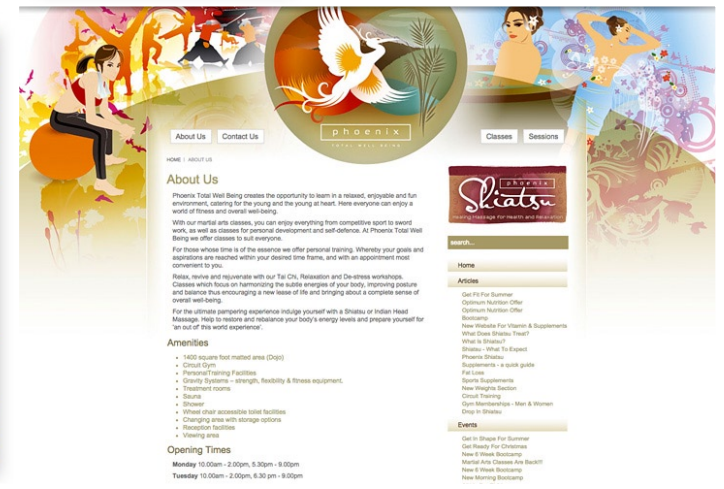 phoenix
TOTAL WELL BEING
About Us
Contact Us
Classes
Sessions
HOME | ABOUT US
About Us
Phoenix Total Well Being creates the opportunity to learn in a relaxed, enjoyable and fun
environment, catering for the young and the young at heart. Here everyone can enjoy a
world of fitness and overall well-being.
With our martial arts classes, you can enjoy everything from competitive sport to sword
work, as well as classes for personal development and self-defence. At Phoenix Total Well
Being we offer classes to suit everyone.
For those whose time is of the essence we offer personal training. Whereby your goals and
aspirations are reached within your desired time frame, and with an appointment most
convenient to you.
Relax, revive and rejuvenate with our Tai Chi, Relaxation and De-stress workshops.
Classes which focus on harmonizing the subtle energies of your body, improving posture
and balance thus encouraging a new lease of life and bringing about a complete sense of
overall well-being.
For the ultimate pampering experience indulge yourself with a Shiatsu or Indian Head
Massage. Help to restore and rebalance your body's energy levels and prepare yourself for
'an out of this world experience'.
Amenities
1400 square foot matted area (Dojo)
Circuit Gym
PersonalTraining Facilities
Gravity Systems – strength, flexibility & fitness equipment.
Treatment rooms
Sauna
Shower
Wheel chair accessible toilet facilities
Changing area with storage options
Reception facilities
Viewing area
Opening Times
Monday 10.00am - 2.00pm, 5.30pm - 9.00pm
Tuesday 10.00am - 2.00pm, 6.30 pm - 9.00pm
phoenix
Shiatsu
Healing Massage for Health and Relaxation
search...
Home
Articles
Get Fit For Summer
Optimum Nutrition Offer
Optimum Nutrition Offer
Bootcamp
New Website For Vitamin & Supplements
What Does Shiatsu Treat?
What Is Shiatsu?
Shiatsu - What To Expect
Phoenix Shiatsu
Supplements - a quick guide
Fat Loss
Sports Supplements
New Weights Section
Circuit Training
Gym Memberships - Men & Women
Drop in Shiatsu
Events
Get In Shape For Summer
Get Ready For Christmas
New 6 Week Bootcamp
Martial Arts Classes Are Back!!!
New 6 Week Bootcamp
New Morning Bootcamp